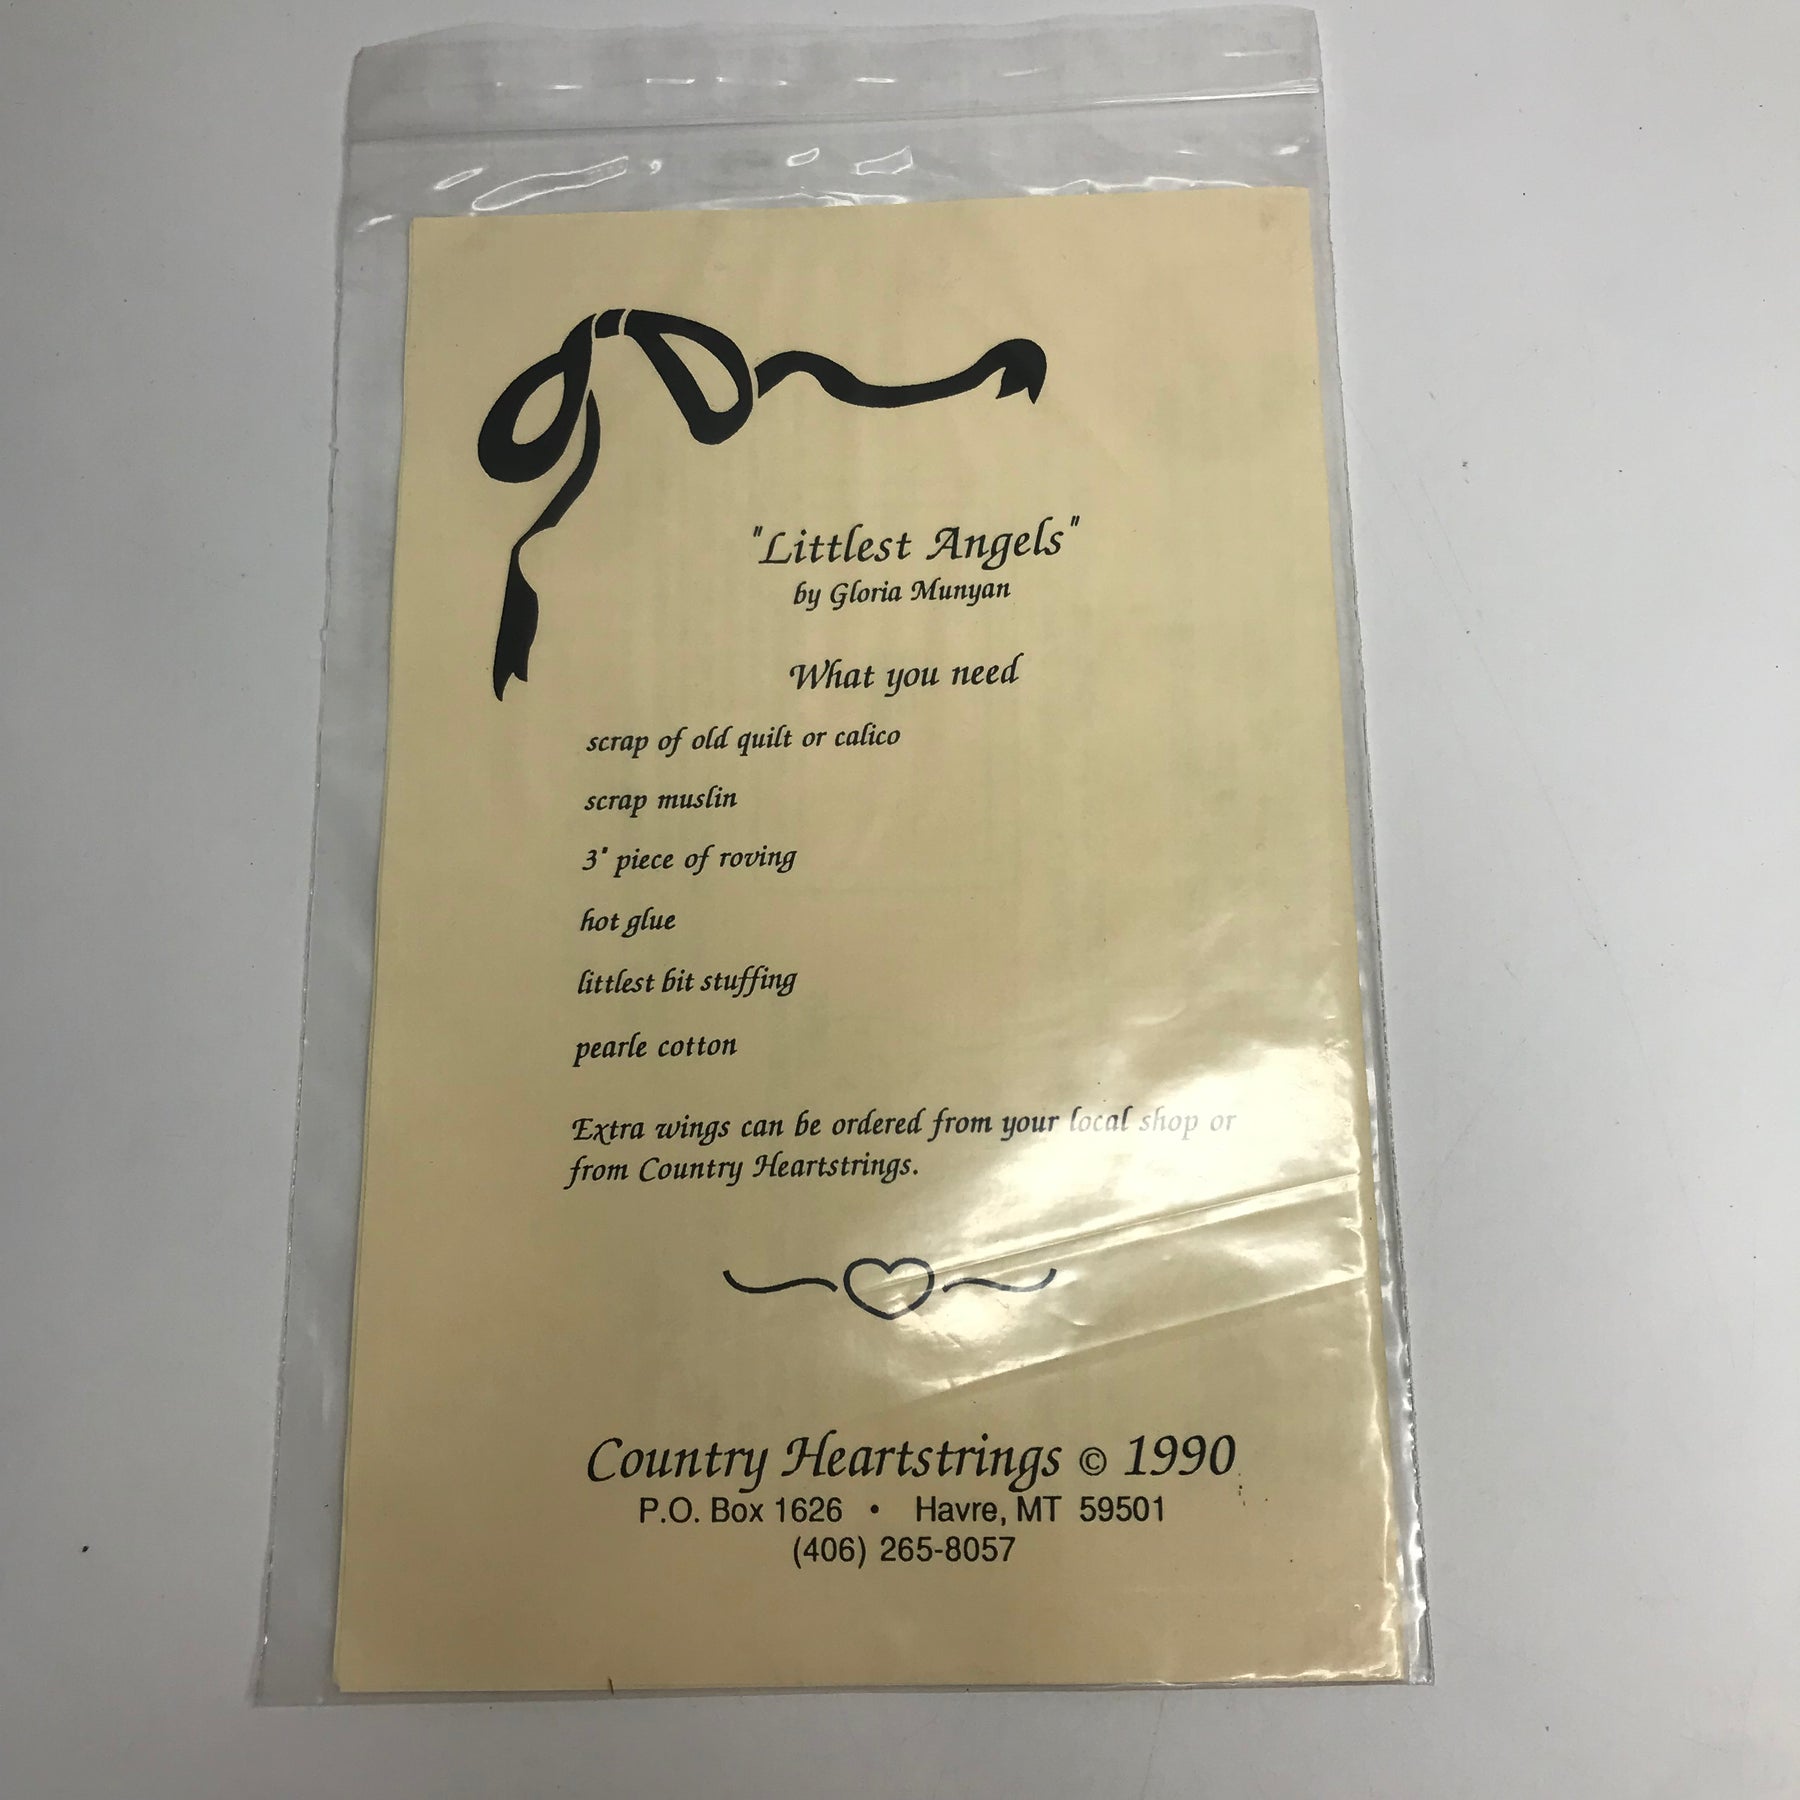 "Littlest Angels"
by Gloria Munyan
What you need
scrap of old quilt or calico
scrap muslin
3" piece of roving
hot glue
littlest bit stuffing
pearle cotton
Extra wings can be ordered from your local shop or
from Country Heartstrings.
Country Heartstrings © 1990
P.O. Box 1626 • Havre, MT 59501
(406) 265-8057